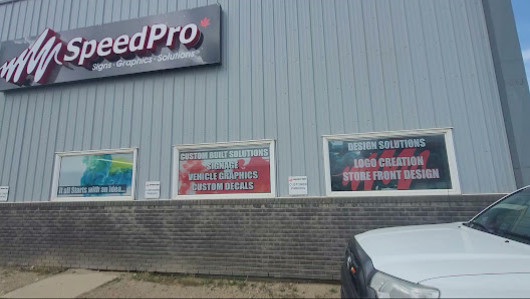 SpeedPro
Signs · Graphics · Solutions
it all Starts with an idea...
CUSTOM BUILT SOLUTIONS
SIGNAGE
VEHICLE GRAPHICS
CUSTOM DECALS
DESIGN SOLUTIONS
LOGO CREATION
STORE FRONT DESIGN